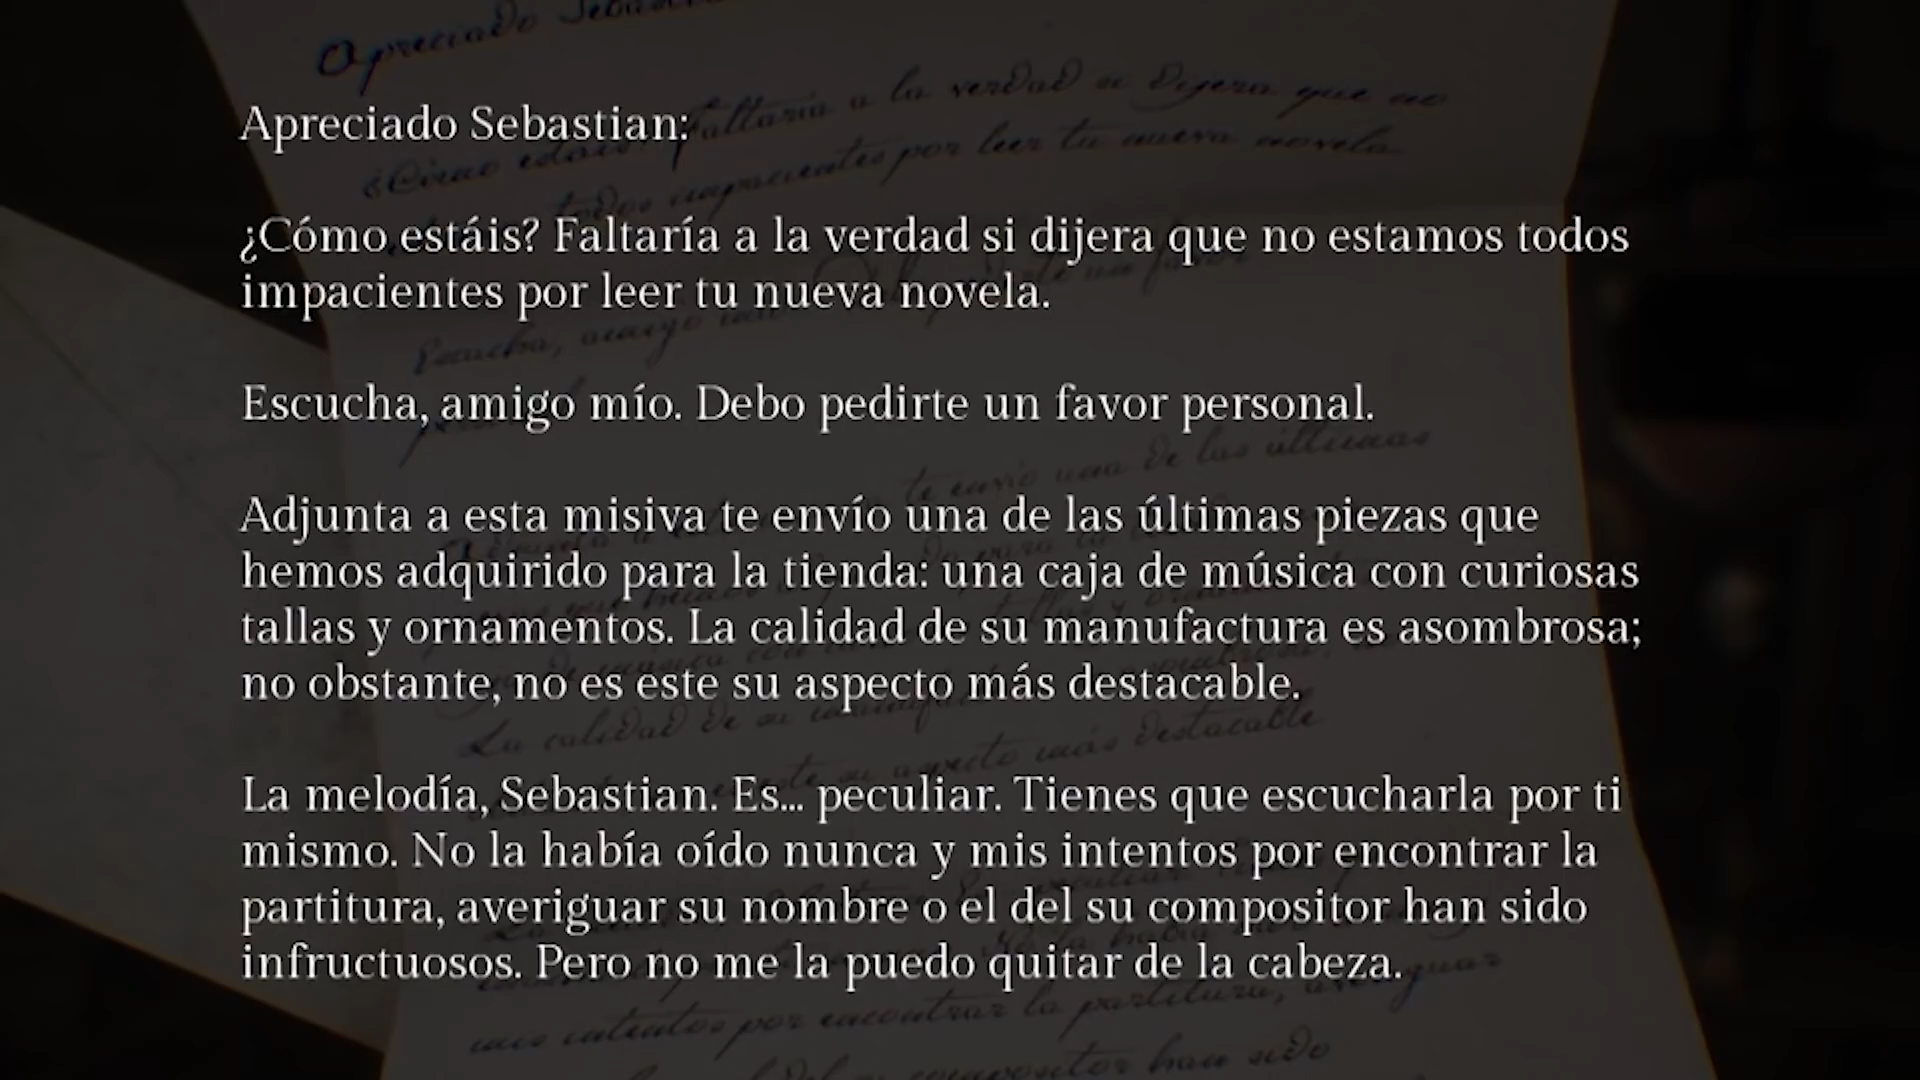 Apreciado Sebastian:
¿Cómo estáis? Faltaría a la verdad si dijera que no estamos todos
impacientes por leer tu nueva novela.
Escucha, amigo mío. Debo pedirte un favor personal.
Adjunta a esta misiva te envío una de las últimas piezas que
hemos adquirido para la tienda: una caja de música con curiosas
tallas y ornamentos. La calidad de su manufactura es asombrosa;
no obstante, no es este su aspecto más destacable.
La melodía, Sebastian. Es... peculiar. Tienes que escucharla por ti
mismo. No la había oído nunca y mis intentos por encontrar la
partitura, averiguar su nombre o el del su compositor han sido
infructuosos. Pero no me la puedo quitar de la cabeza.